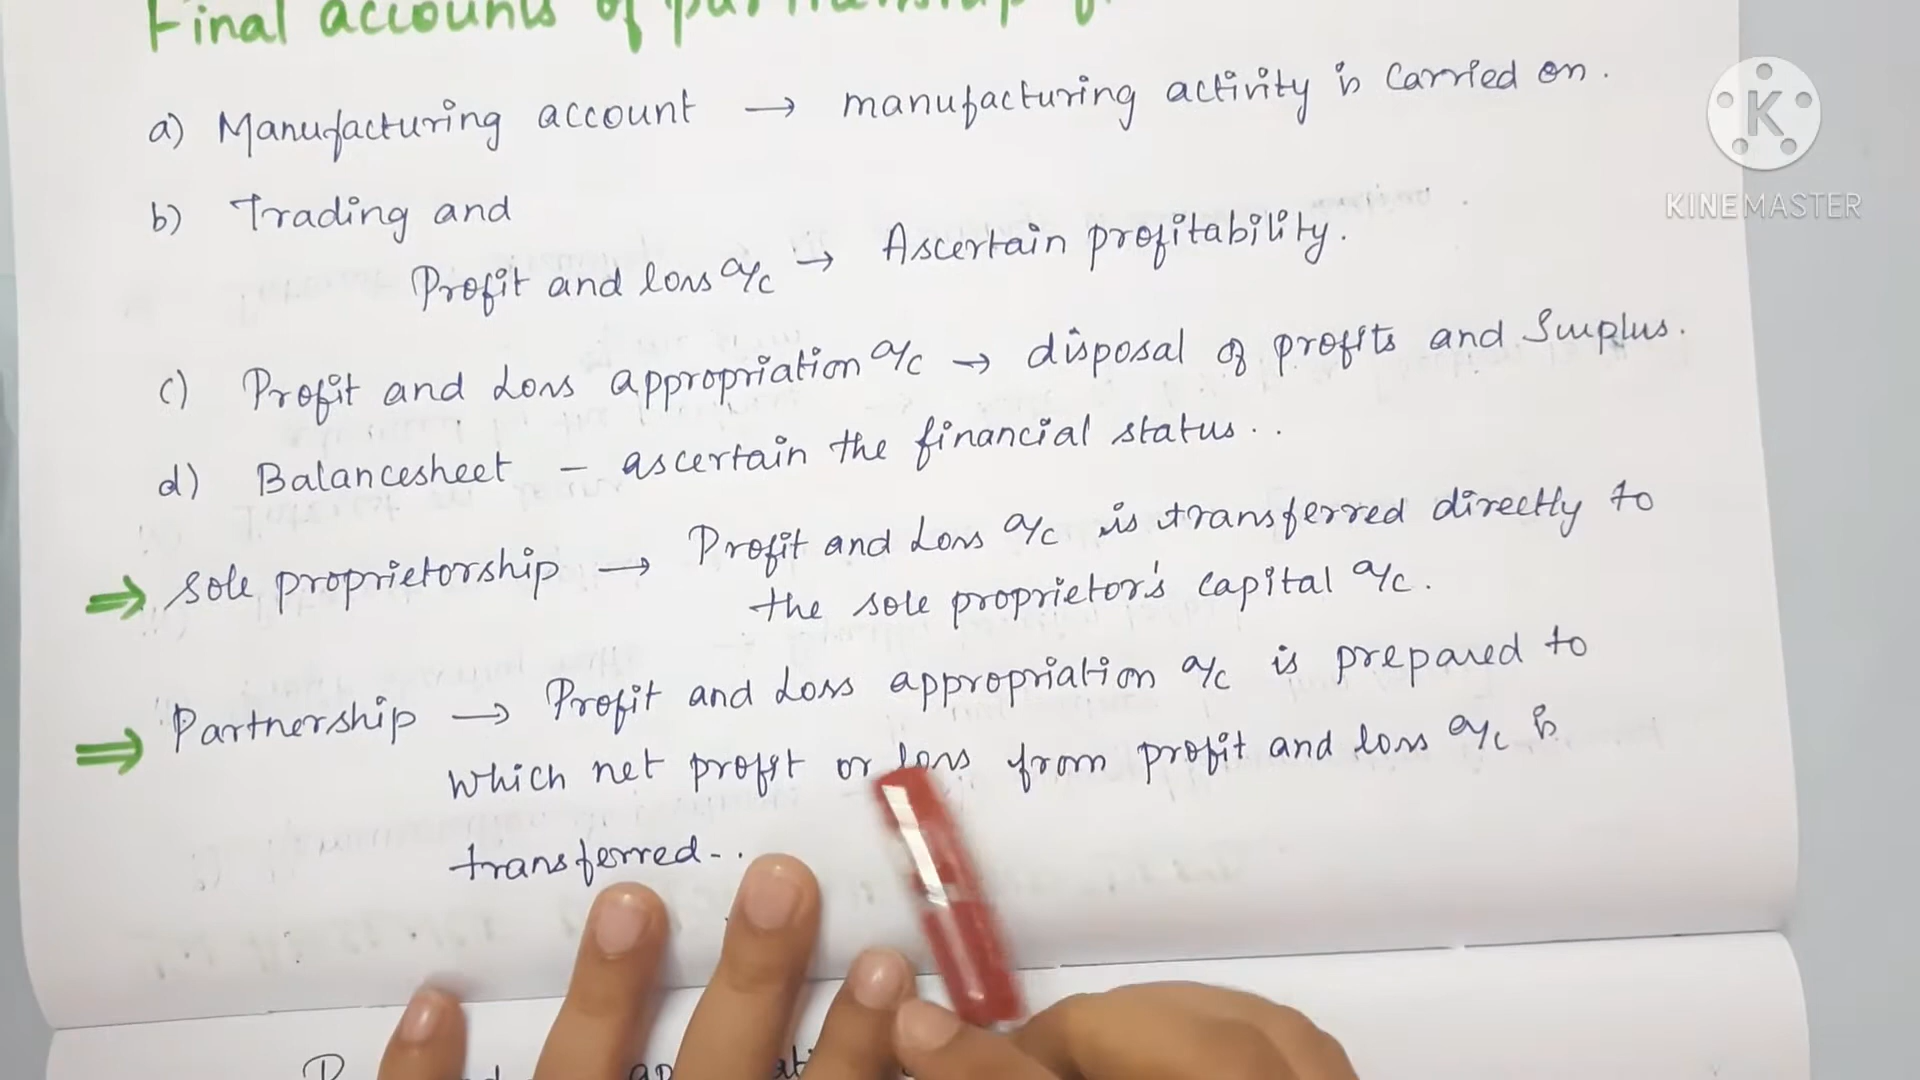 Final accounts of partnership
a) Manufacturing account → manufacturing activity is carried on.
b) Trading and
Profit and loss a/c → Ascertain profitability.
c) Profit and Loss appropriation a/c → disposal of profits and Surplus.
d) Balancesheet - ascertain the financial status..
⇒ Sole proprietorship → Profit and Loss a/c is transferred directly to
the sole proprietor's capital a/c.
⇒ Partnership → Profit and Loss appropriation a/c is prepared to
which net profit or loss from profit and loss a/c is
transferred-.
K
KINEMASTER